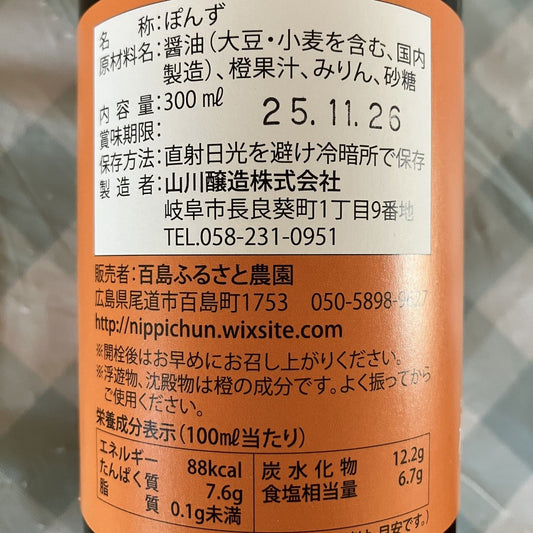 名称:ぽんず
原材料名:醤油(大豆・小麦を含む、国内
製造)、橙果汁、みりん、砂糖
内容量:300㎖
25.11.26
賞味期限:
保存方法:直射日光を避け冷暗所で保存
製造者:山川醸造株式会社
岐阜市長良葵町1丁目9番地
TEL.058-231-0951
販売者:百島ふるさと農園
広島県尾道市百島町1753 050-5898-9627
http://nippichun.wixsite.com
※開栓後はお早めにお召し上がりください。
※浮遊物、沈殿物は橙の成分です。よく振ってから
ご使用ください。
栄養成分表示(100㎖当たり)
エネルギー 88kcal
たんぱく質 7.6g
脂質 0.1g未満
炭水化物 12.2g
食塩相当量 6.7g
目安です。)